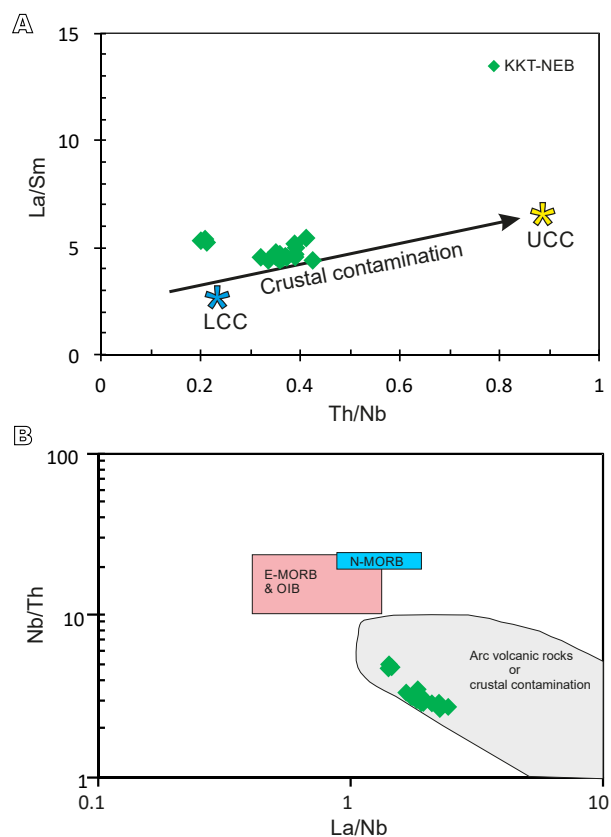 A
15
10
5
0
La/Sm
KKT-NEB
UCC
Crustal contamination
LCC
0
0.2
0.4
0.6
0.8
1
Th/Nb
B
100
10
1
Nb/Th
N-MORB
E-MORB
& OIB
Arc volcanic rocks
or
crustal contamination
0.1
1
10
La/Nb